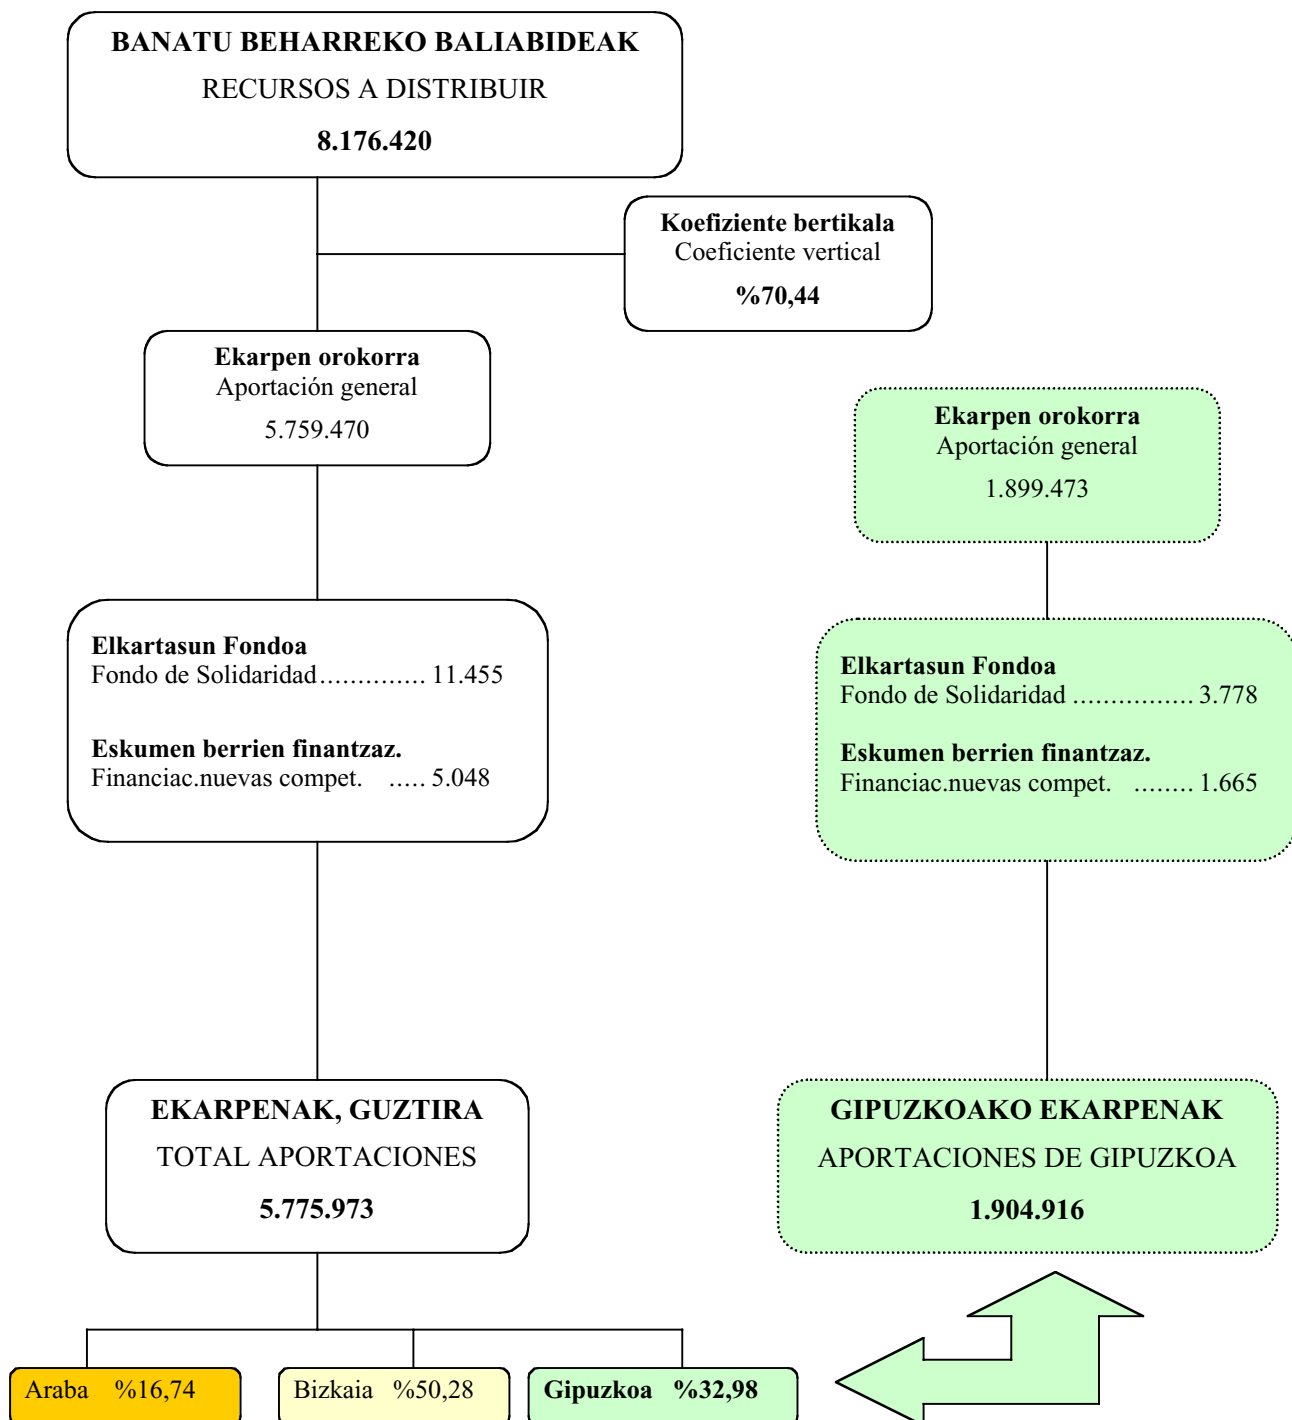 BANATU BEHARREKO BALIABIDEAK
RECURSOS A DISTRIBUIR
8.176.420
Koefiziente bertikala
Coeficiente vertical
%70,44
Ekarpen orokorra
Aportación general
5.759.470
Ekarpen orokorra
Aportación general
1.899.473
Elkartasun Fondoa
Fondo de Solidaridad.............. 11.455
Eskumen berrien finantzaz.
Financiac.nuevas compet. ..... 5.048
Elkartasun Fondoa
Fondo de Solidaridad ................ 3.778
Eskumen berrien finantzaz.
Financiac.nuevas compet. ........ 1.665
EKARPENAK, GUZTIRA
TOTAL APORTACIONES
5.775.973
GIPUZKOAKO EKARPENAK
APORTACIONES DE GIPUZKOA
1.904.916
Araba %16,74
Bizkaia %50,28
Gipuzkoa %32,98